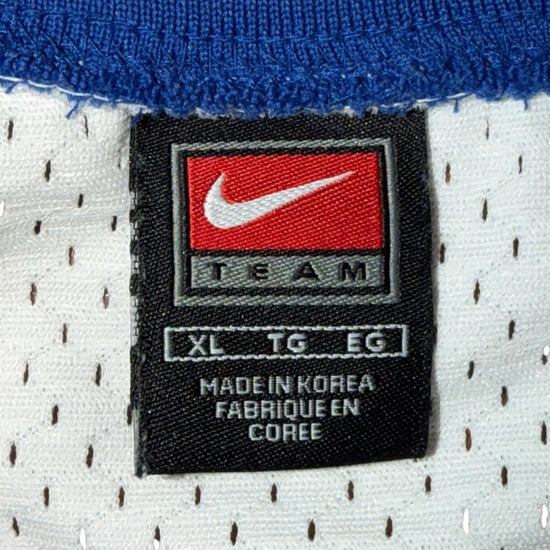 TEAM
XL TG EG
MADE IN KOREA
FABRIQUE EN
COREE